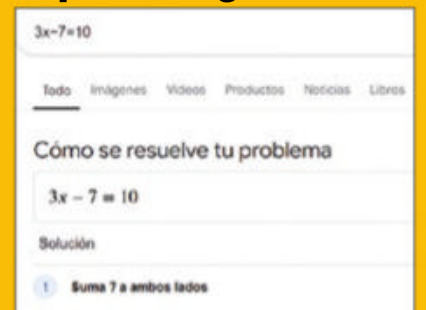 3x-7=10
Todo Imágenes Videos Productos Noticias Libros
Cómo se resuelve tu problema
3x − 7 = 10
Solución
1 Suma 7 a ambos lados